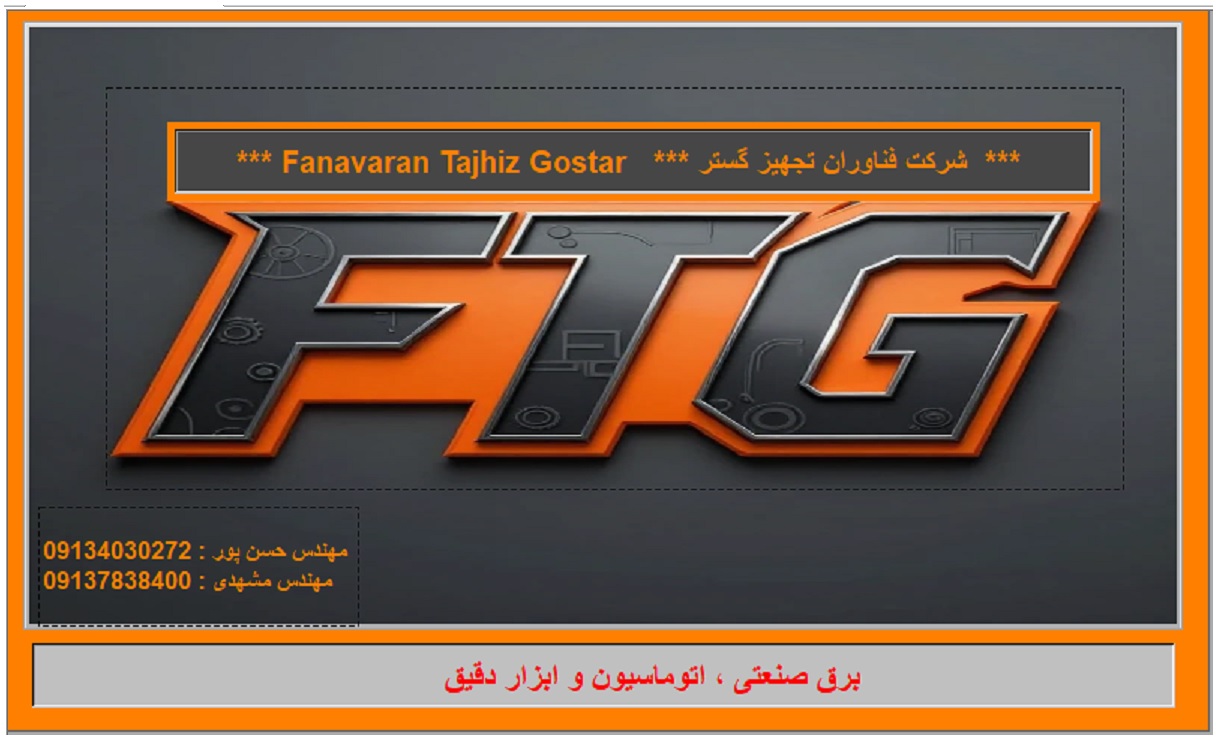 *** شرکت فناوران تجهیز گستر *** Fanavaran Tajhiz Gostar ***
FTG
مهندس حسن پور : 09134030272
مهندس مشهدی : 09137838400
برق صنعتی ، اتوماسیون و ابزار دقیق